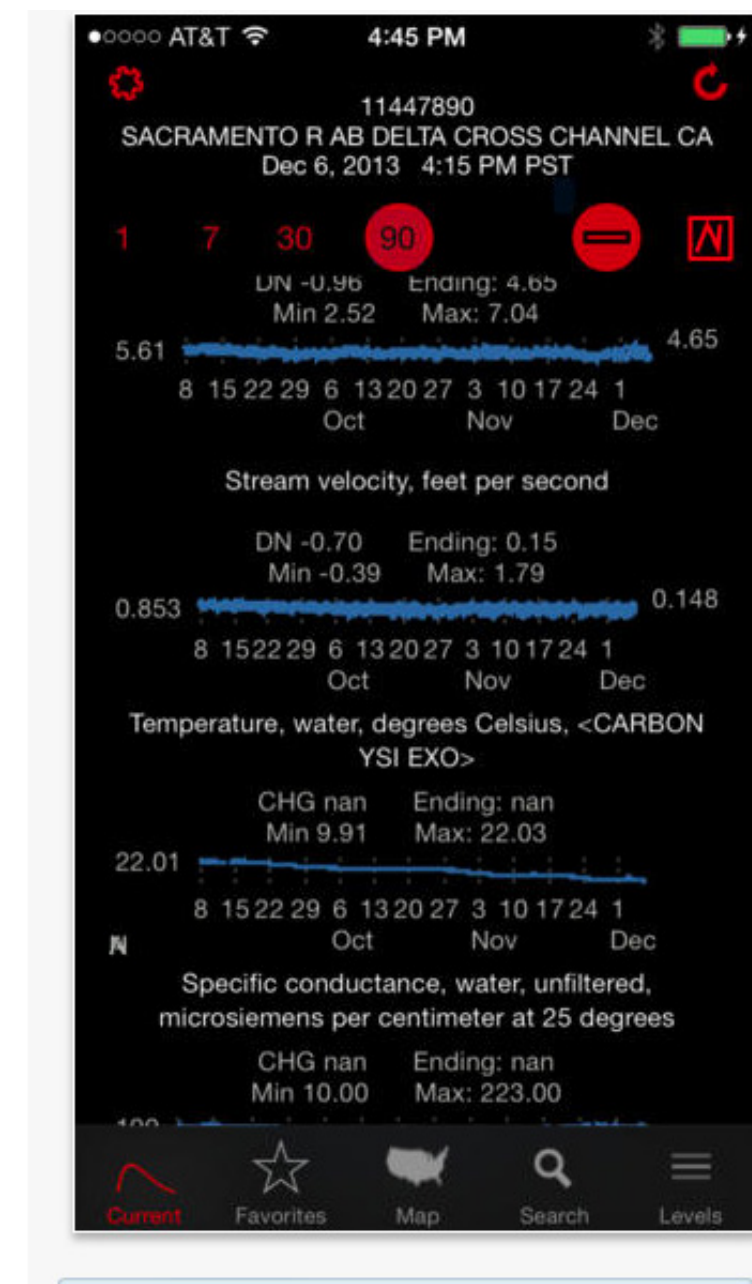 AT&T 4:45 PM
11447890
SACRAMENTO R AB DELTA CROSS CHANNEL CA
Dec 6, 2013 4:15 PM PST
1 7 30 90
DN -0.96 Ending: 4.65
Min 2.52 Max: 7.04
5.61 4.65
8 15 22 29 6 13 20 27 3 10 17 24 1
Oct Nov Dec
Stream velocity, feet per second
DN -0.70 Ending: 0.15
Min -0.39 Max: 1.79
0.853 0.148
8 15 22 29 6 13 20 27 3 10 17 24 1
Oct Nov Dec
Temperature, water, degrees Celsius, <CARBON
YSI EXO>
CHG nan Ending: nan
Min 9.91 Max: 22.03
22.01
8 15 22 29 6 13 20 27 3 10 17 24 1
Oct Nov Dec
Specific conductance, water, unfiltered,
microsiemens per centimeter at 25 degrees
CHG nan Ending: nan
Min 10.00 Max: 223.00
Current Favorites Map Search Levels